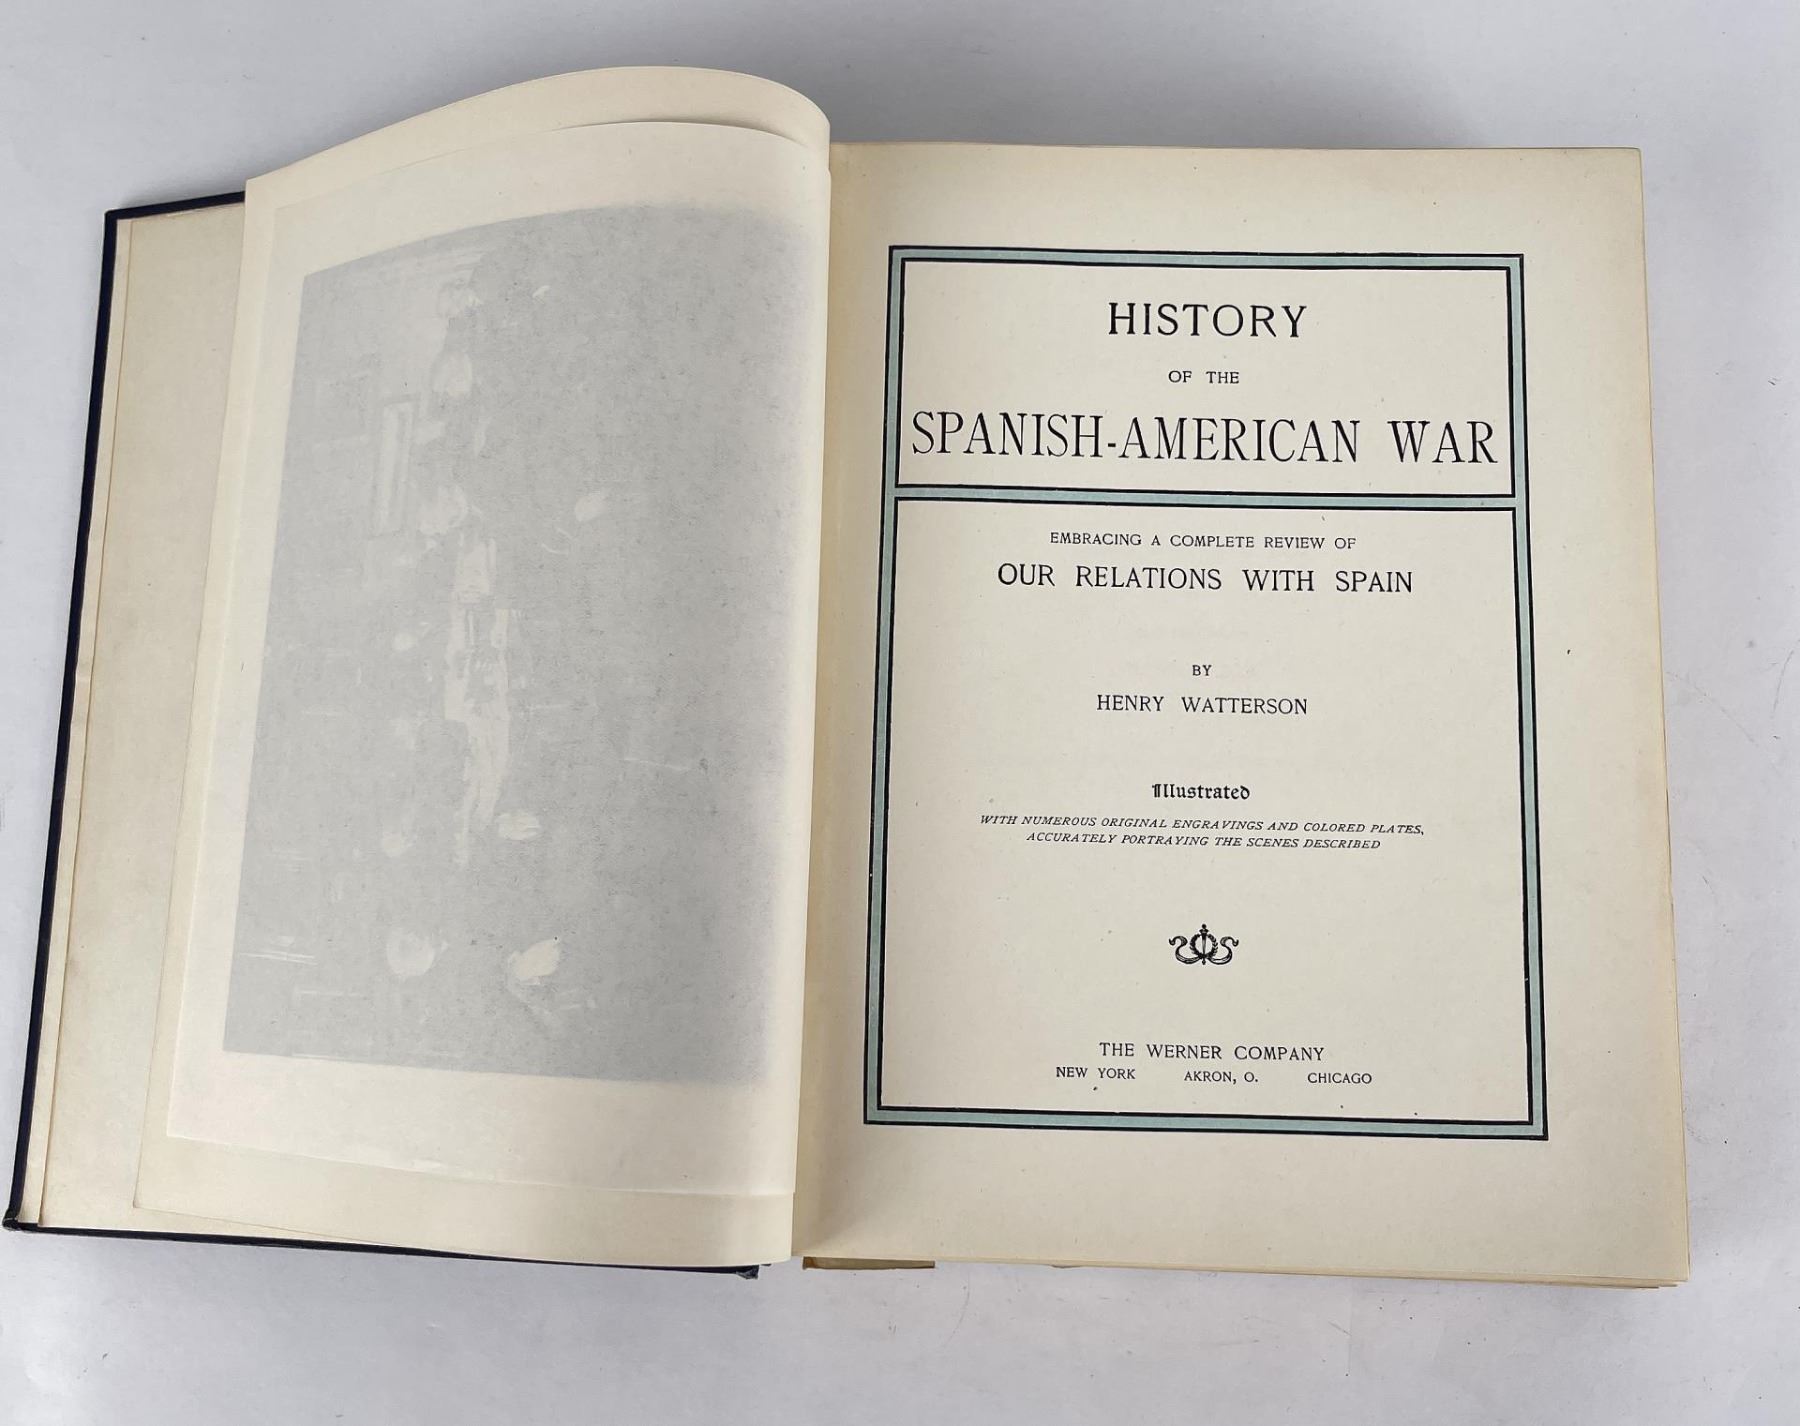 HISTORY
OF THE
SPANISH-AMERICAN WAR
EMBRACING A COMPLETE REVIEW OF
OUR RELATIONS WITH SPAIN
BY
HENRY WATTERSON
Illustrated
WITH NUMEROUS ORIGINAL ENGRAVINGS AND COLORED PLATES,
ACCURATELY PORTRAYING THE SCENES DESCRIBED
THE WERNER COMPANY
NEW YORK AKRON, O. CHICAGO